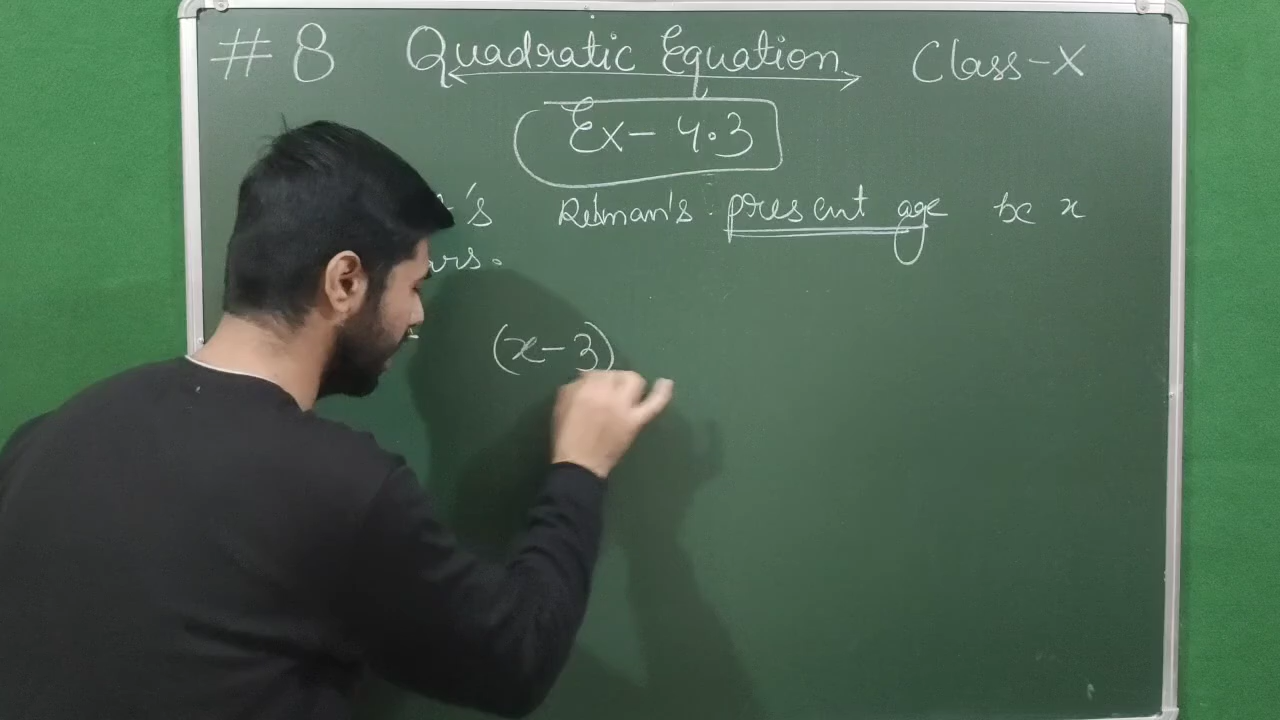 #8 Quadratic Equation Class-X
Ex-4.3
Rehman's present age be x
(x-3)